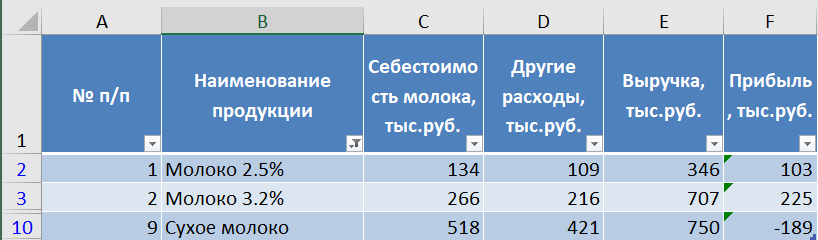 A B C D E F
1 № п/п Наименование продукции Себестоимо сть молока, тыс.руб. Другие расходы, тыс.руб. Выручка, тыс.руб. Прибыль , тыс.руб.
2 1 Молоко 2.5% 134 109 346 103
3 2 Молоко 3.2% 266 216 707 225
10 9 Сухое молоко 518 421 750 -189